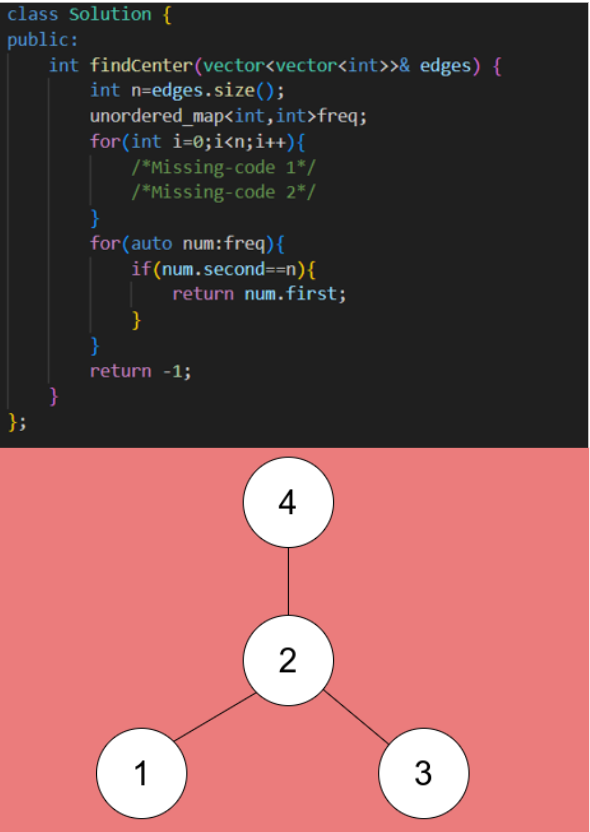 class Solution {
public:
    int findCenter(vector<vector<int>>& edges) {
        int n=edges.size();
        unordered_map<int,int>freq;
        for(int i=0;i<n;i++){
            /*Missing-code 1*/
            /*Missing-code 2*/
        }
        for(auto num:freq){
            if(num.second==n){
                return num.first;
            }
        }
        return -1;
    }
};
4
2
1 3